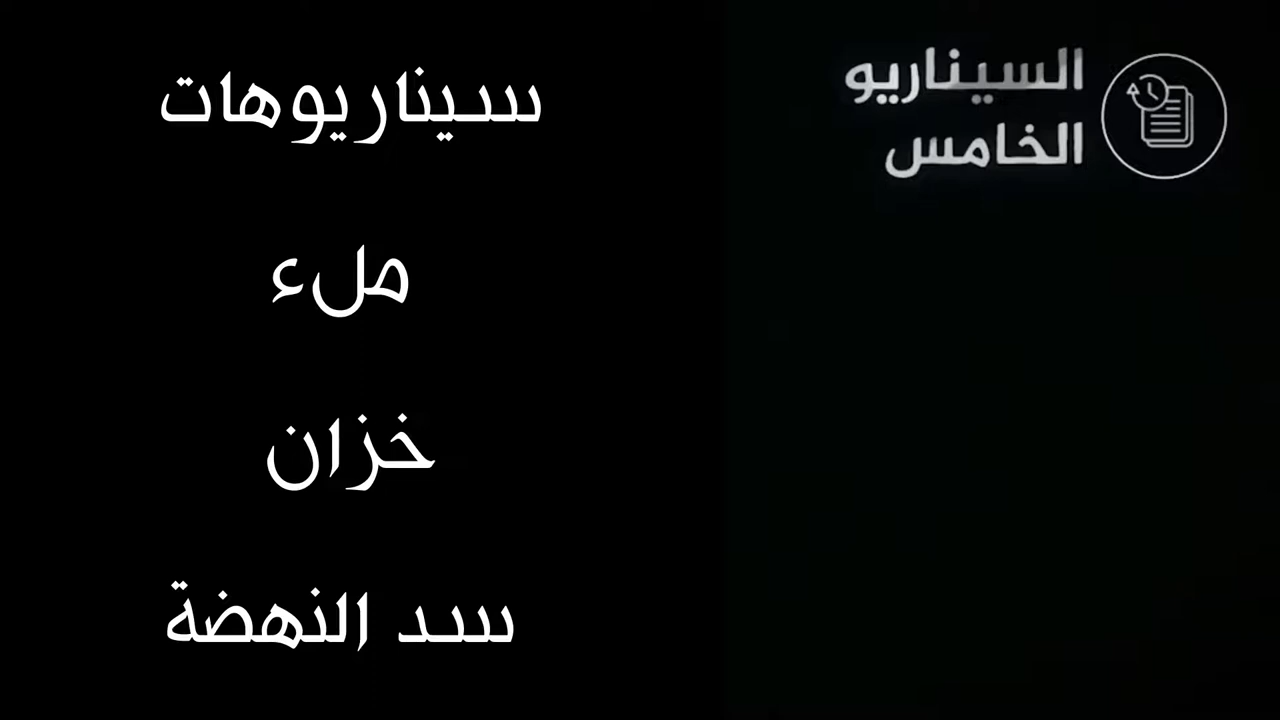 السيناريو
الخامس
سيناريوهات
ملء
خزان
سد النهضة